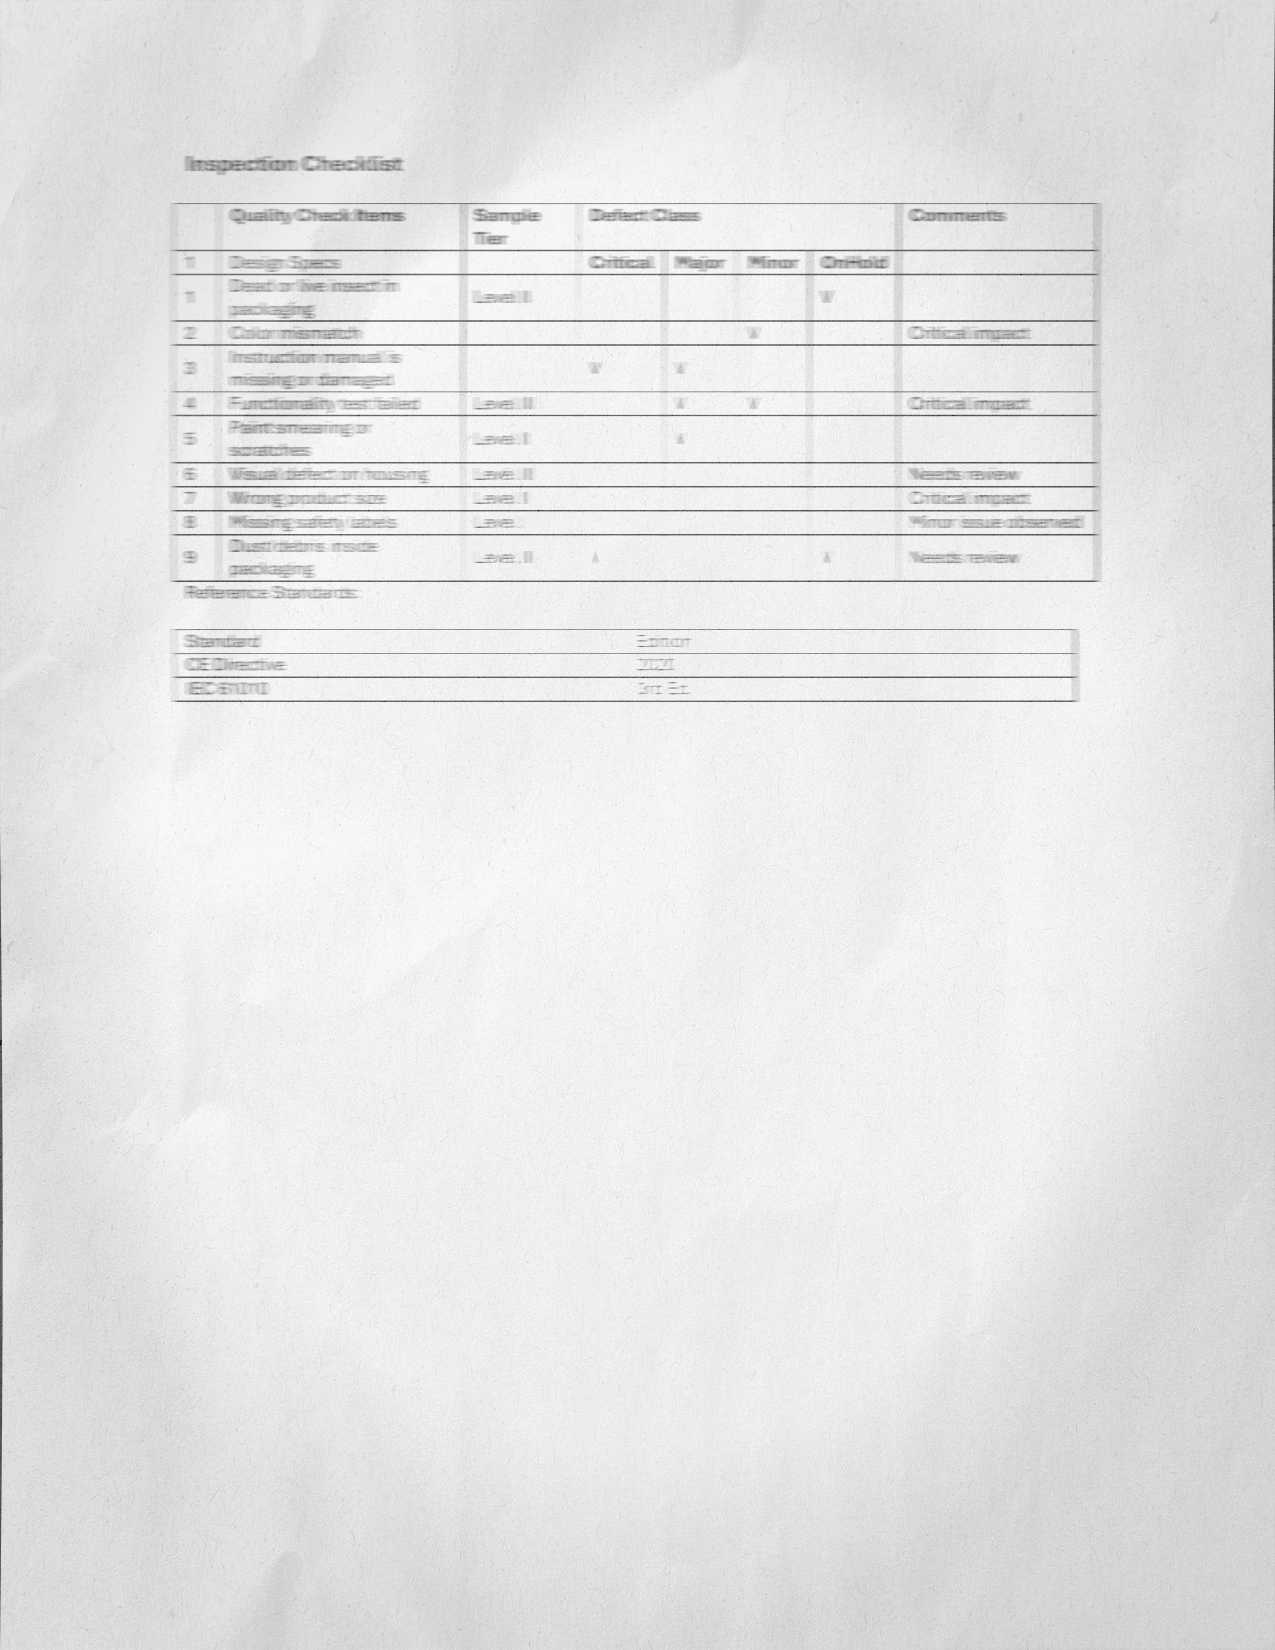 Inspection Checklist
Quality Check Items Sample Defect Class Comments
Tier
1 Design Specs Critical Major Minor OnHold
Dead or live insect in
1 Level II
packaging
2 Color mismatch Critical impact
Instruction manual is
3
missing or damaged
4 Functionality test failed Level III Critical impact
Paint smearing or
5 Level II
scratches
6 Visual defect on housing Level III Needs review
7 Wrong product size Level I Critical impact
8 Missing safety labels Level Minor issue observed
Dust/debris inside
9 Level III Needs review
packaging
Reference Standards:
Standard Edition
CE Directive
IEC